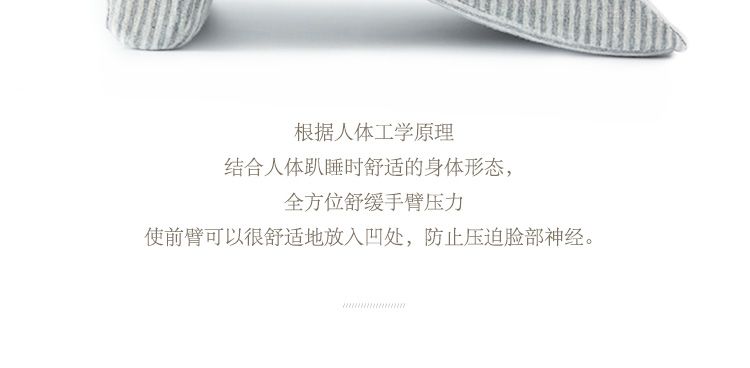 根据人体工学原理
结合人体趴睡时舒适的身体形态，
全方位舒缓手臂压力
使前臂可以很舒适地放入凹处，防止压迫脸部神经。